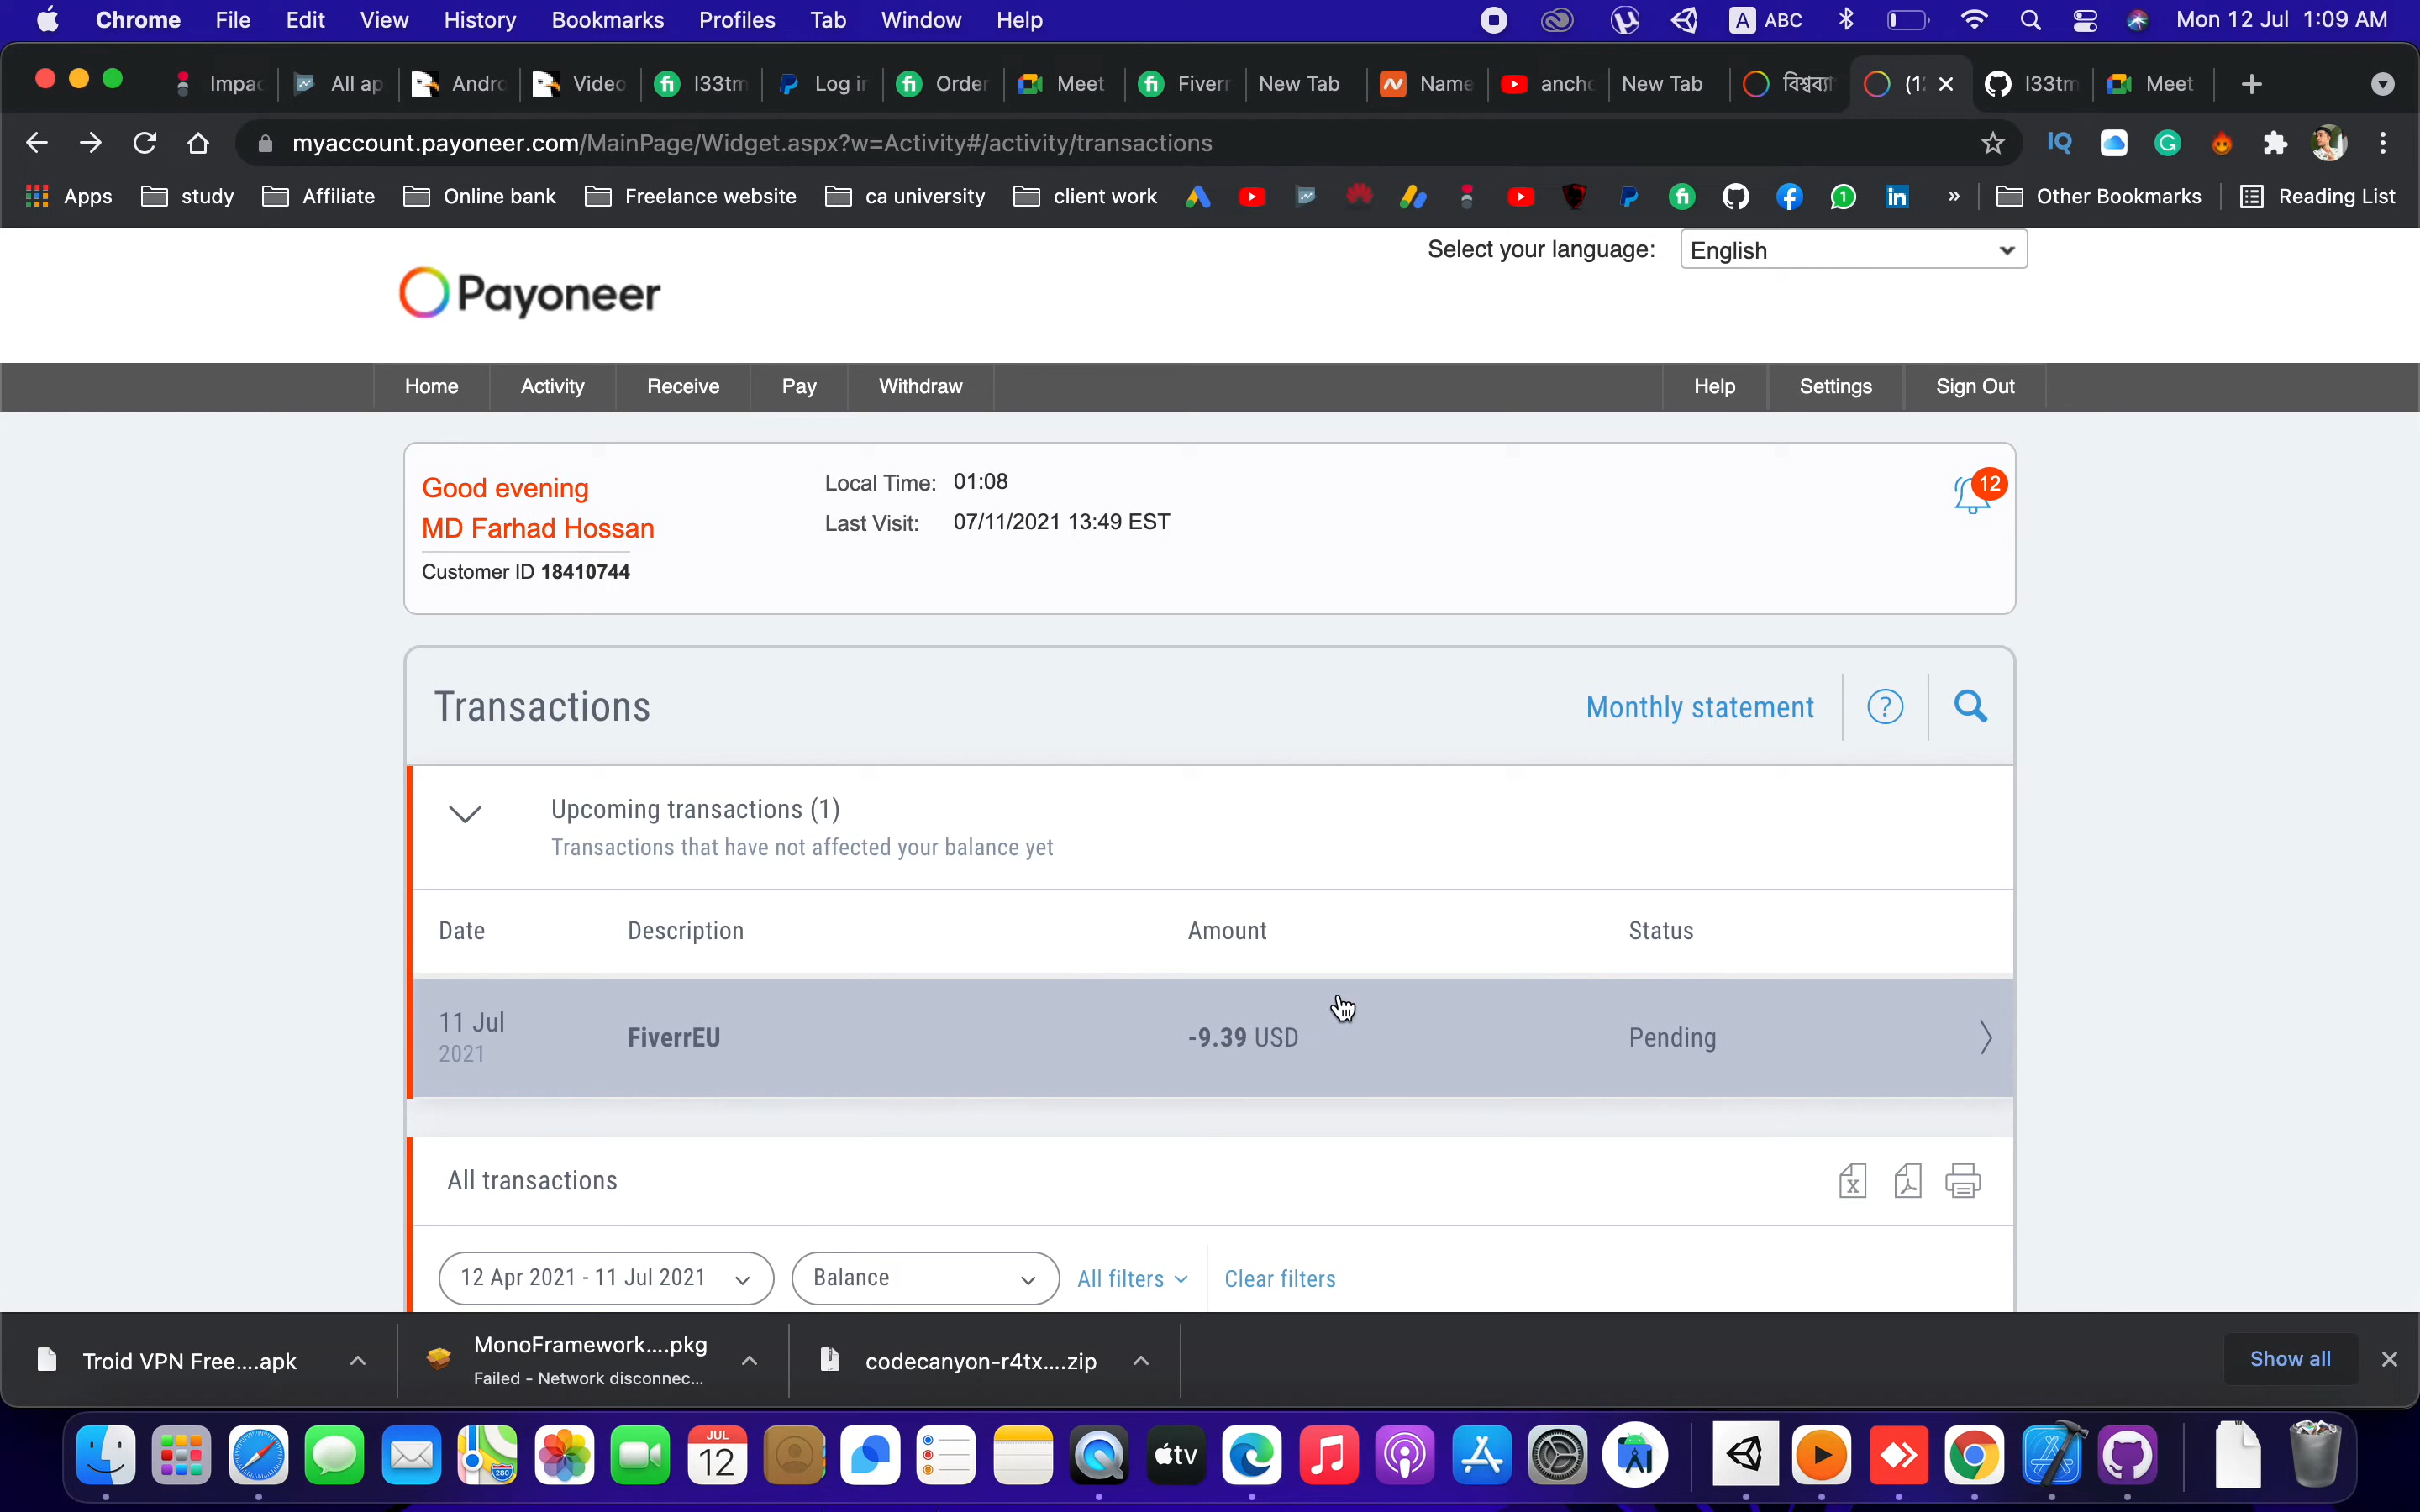 Chrome File Edit View History Bookmarks Profiles Tab Window Help A ABC Mon 12 Jul 1:09 AM
Impac All ap Andro Video l33tm Log in Order Meet Fiverr New Tab Name ancho New Tab বিশ্বব্যা (1 l33tm Meet
myaccount.payoneer.com/MainPage/Widget.aspx?w=Activity#/activity/transactions
Apps study Affiliate Online bank Freelance website ca university client work » Other Bookmarks Reading List
Select your language: English
Payoneer
Home Activity Receive Pay Withdraw Help Settings Sign Out
Good evening
MD Farhad Hossan
Customer ID 18410744
Local Time: 01:08
Last Visit: 07/11/2021 13:49 EST
12
Transactions Monthly statement ?
Upcoming transactions (1)
Transactions that have not affected your balance yet
Date Description Amount Status
11 Jul 2021 FiverrEU -9.39 USD Pending
All transactions
12 Apr 2021 - 11 Jul 2021 Balance All filters Clear filters
Troid VPN Free....apk
MonoFramework....pkg
Failed - Network disconnec...
codecanyon-r4tx....zip
Show all
JUL
12
tv